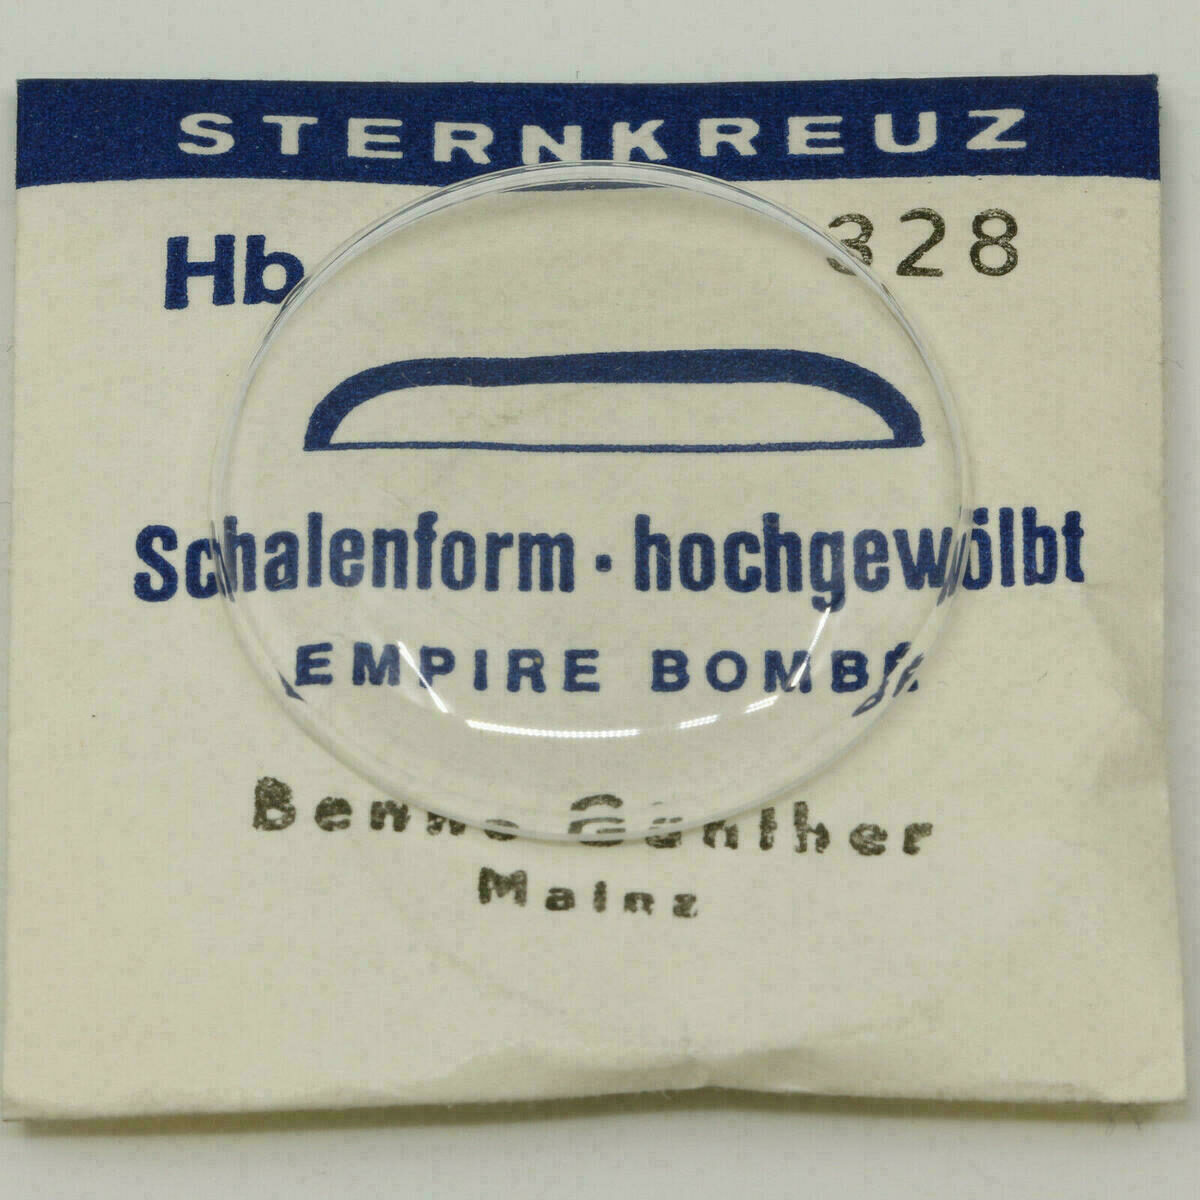 STERNKREUZ
Hb 328
Schalenform · hochgewölbt
EMPIRE BOMBÉ
Benno Günther
Mainz